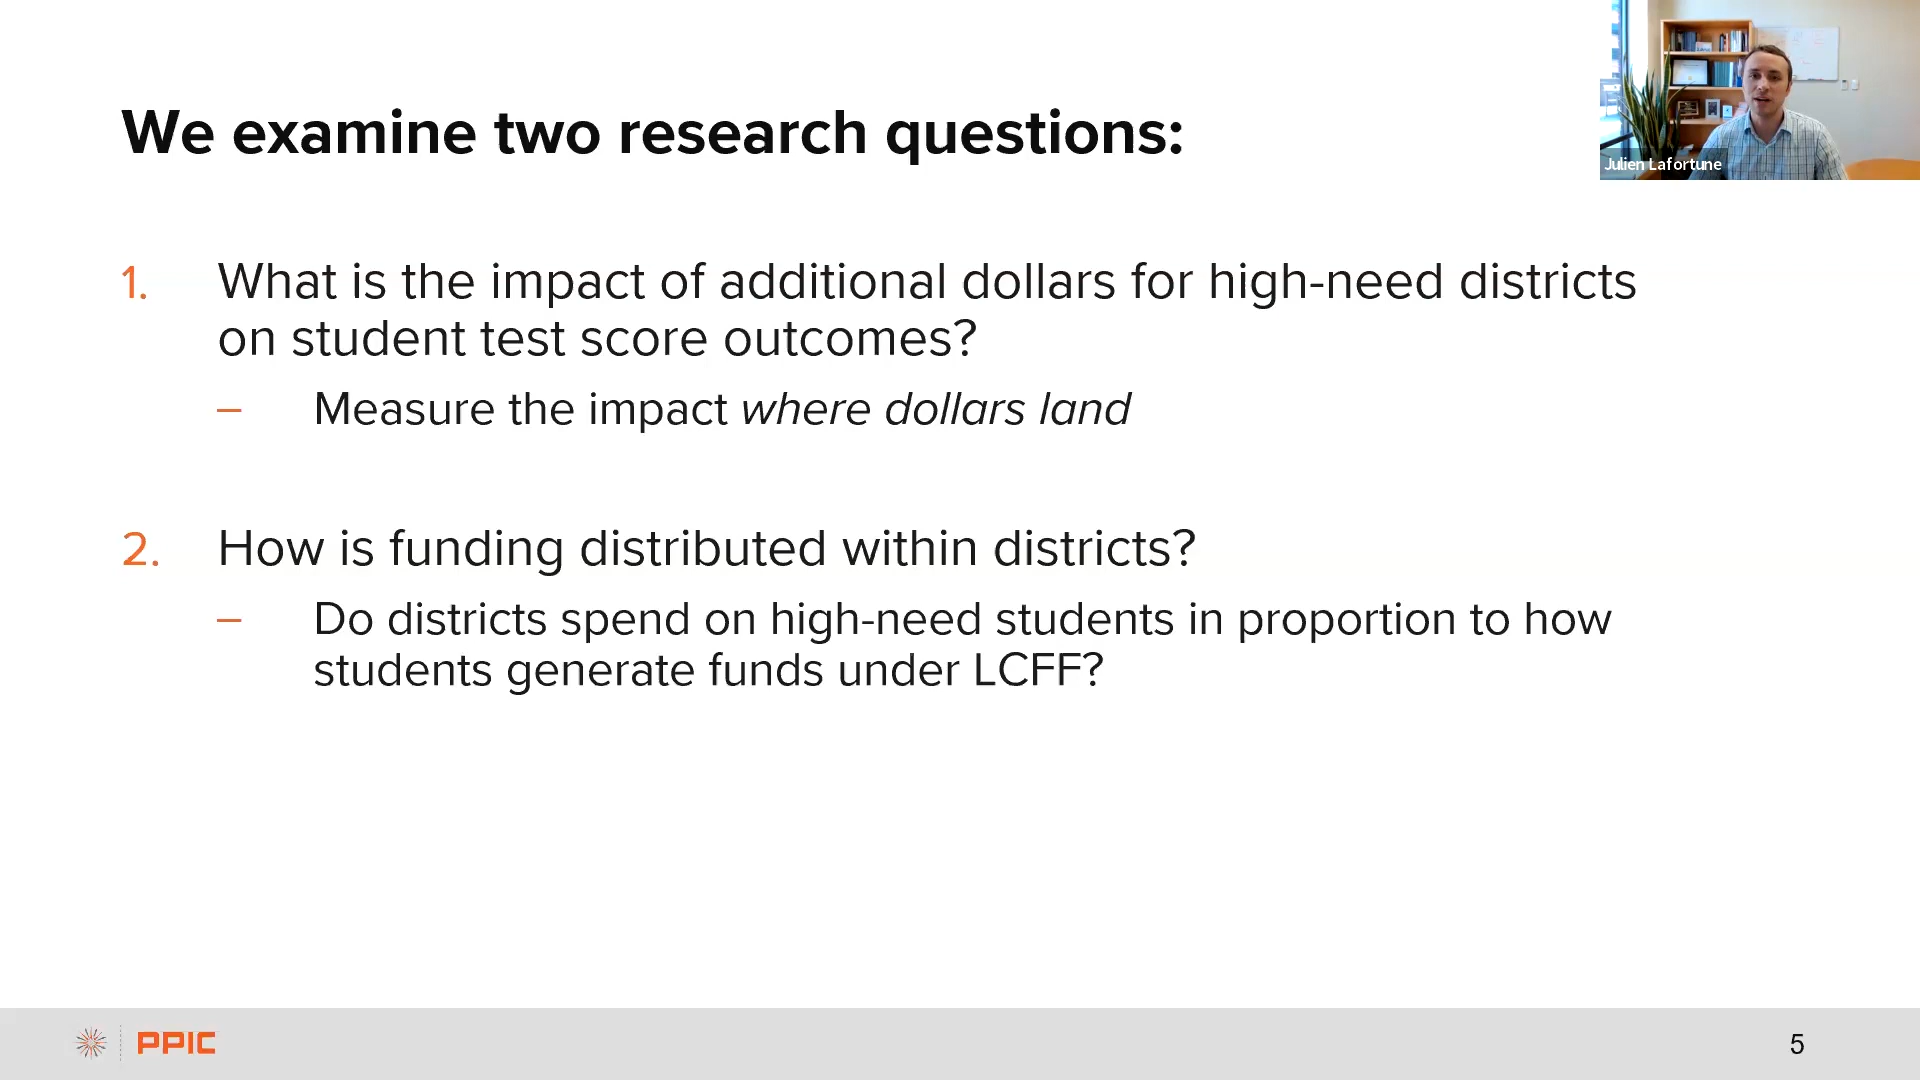 We examine two research questions:
Julien Lafortune
1. What is the impact of additional dollars for high-need districts
on student test score outcomes?
– Measure the impact where dollars land
2. How is funding distributed within districts?
– Do districts spend on high-need students in proportion to how
students generate funds under LCFF?
PPIC
5